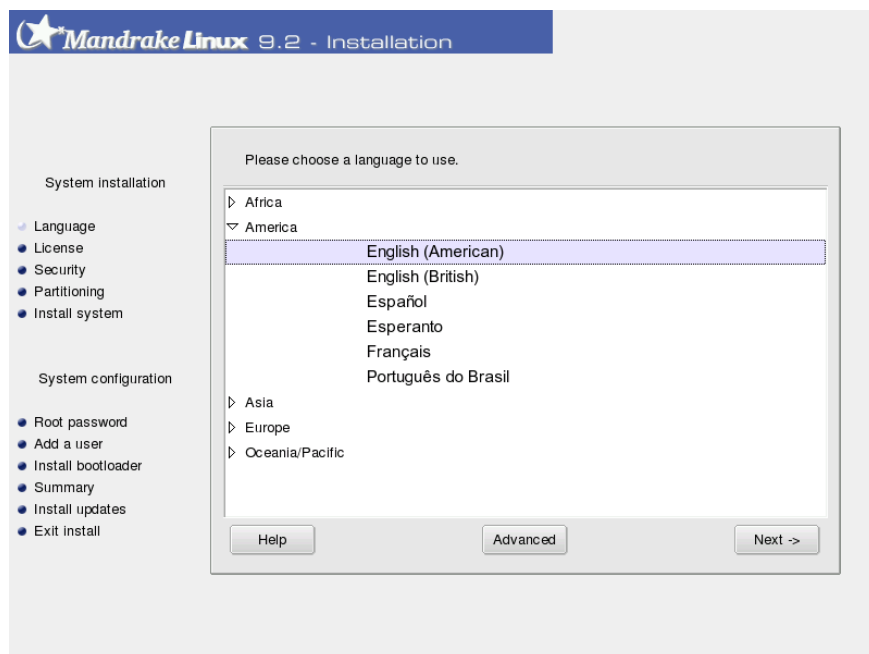 Mandrake Linux 9.2 - Installation
System installation
Language
License
Security
Partitioning
Install system
System configuration
Root password
Add a user
Install bootloader
Summary
Install updates
Exit install
Please choose a language to use.
Africa
America
English (American)
English (British)
Español
Esperanto
Français
Português do Brasil
Asia
Europe
Oceania/Pacific
Help
Advanced
Next ->